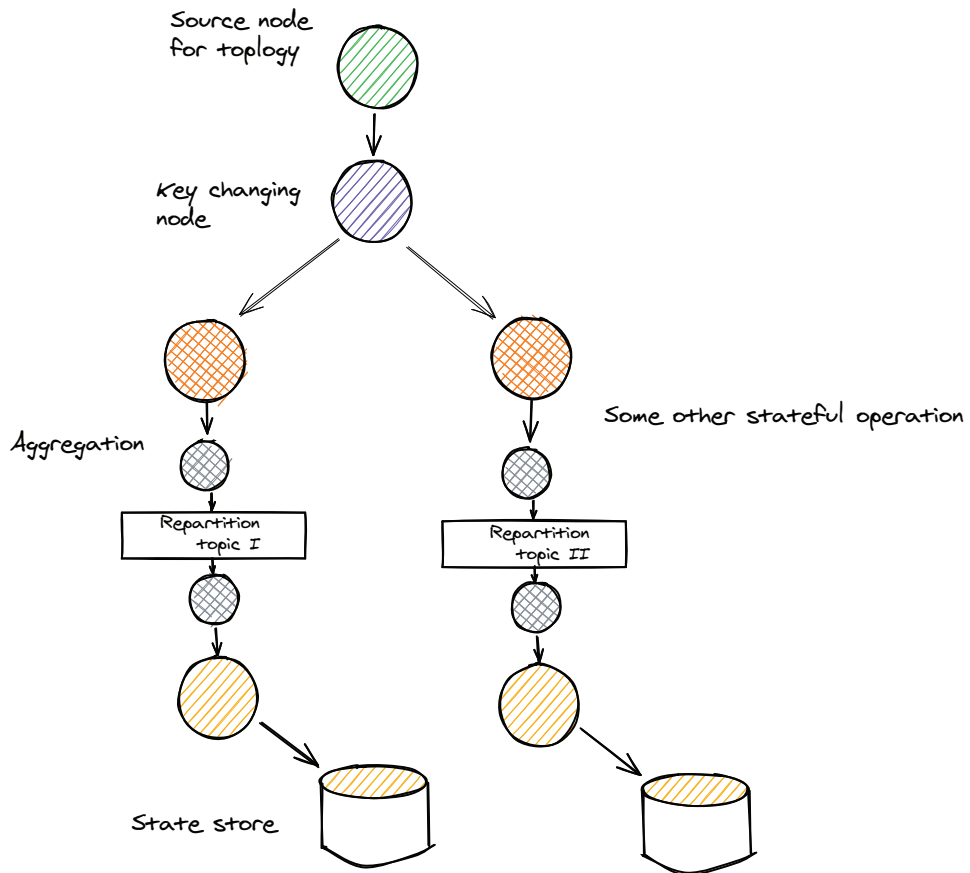 Source node
for toplogy
Key changing
node
Aggregation
Some other stateful operation
Repartition
topic I
Repartition
topic II
State store